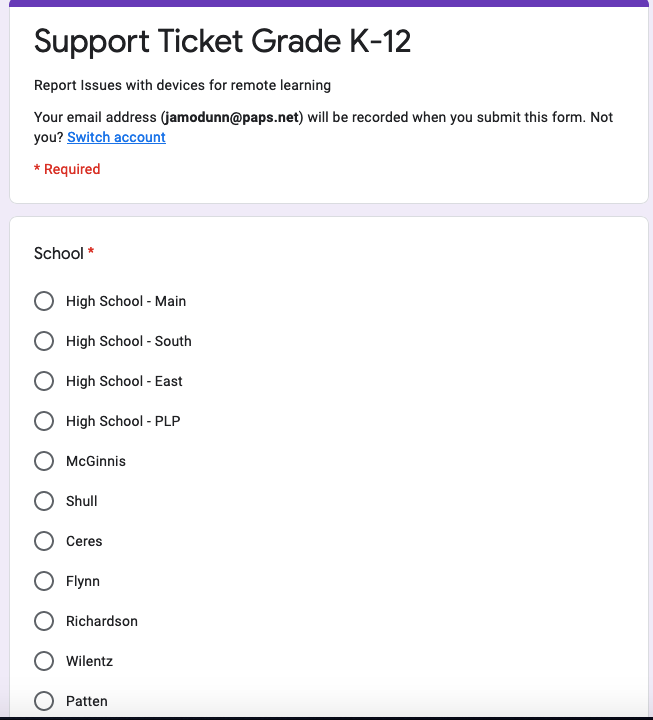 Support Ticket Grade K-12
Report Issues with devices for remote learning
Your email address (jamodunn@paps.net) will be recorded when you submit this form. Not
you? Switch account
* Required
School *
High School - Main
High School - South
High School - East
High School - PLP
McGinnis
Shull
Ceres
Flynn
Richardson
Wilentz
Patten